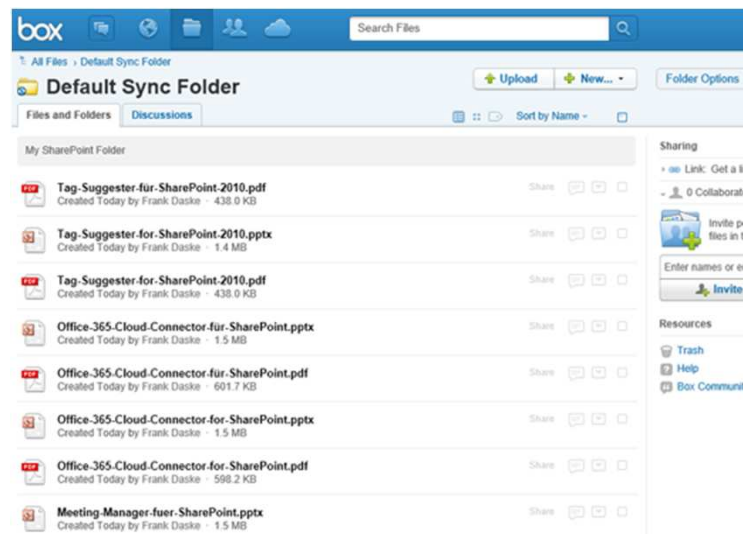 box
Search Files
All Files › Default Sync Folder
Default Sync Folder
Upload
New...
Folder Options
Files and Folders
Discussions
Sort by Name
My SharePoint Folder
Tag-Suggester-für-SharePoint-2010.pdf
Created Today by Frank Daske · 438.0 KB
Share
Tag-Suggester-for-SharePoint-2010.pptx
Created Today by Frank Daske · 1.4 MB
Share
Tag-Suggester-for-SharePoint-2010.pdf
Created Today by Frank Daske · 438.0 KB
Share
Office-365-Cloud-Connector-für-SharePoint.pptx
Created Today by Frank Daske · 1.5 MB
Share
Office-365-Cloud-Connector-für-SharePoint.pdf
Created Today by Frank Daske · 601.7 KB
Share
Office-365-Cloud-Connector-for-SharePoint.pptx
Created Today by Frank Daske · 1.5 MB
Share
Office-365-Cloud-Connector-for-SharePoint.pdf
Created Today by Frank Daske · 598.2 KB
Share
Meeting-Manager-fuer-SharePoint.pptx
Created Today by Frank Daske · 1.5 MB
Share
Sharing
Link: Get a li
0 Collaborat
Invite p
files in t
Enter names or e
Invite
Resources
Trash
Help
Box Communit